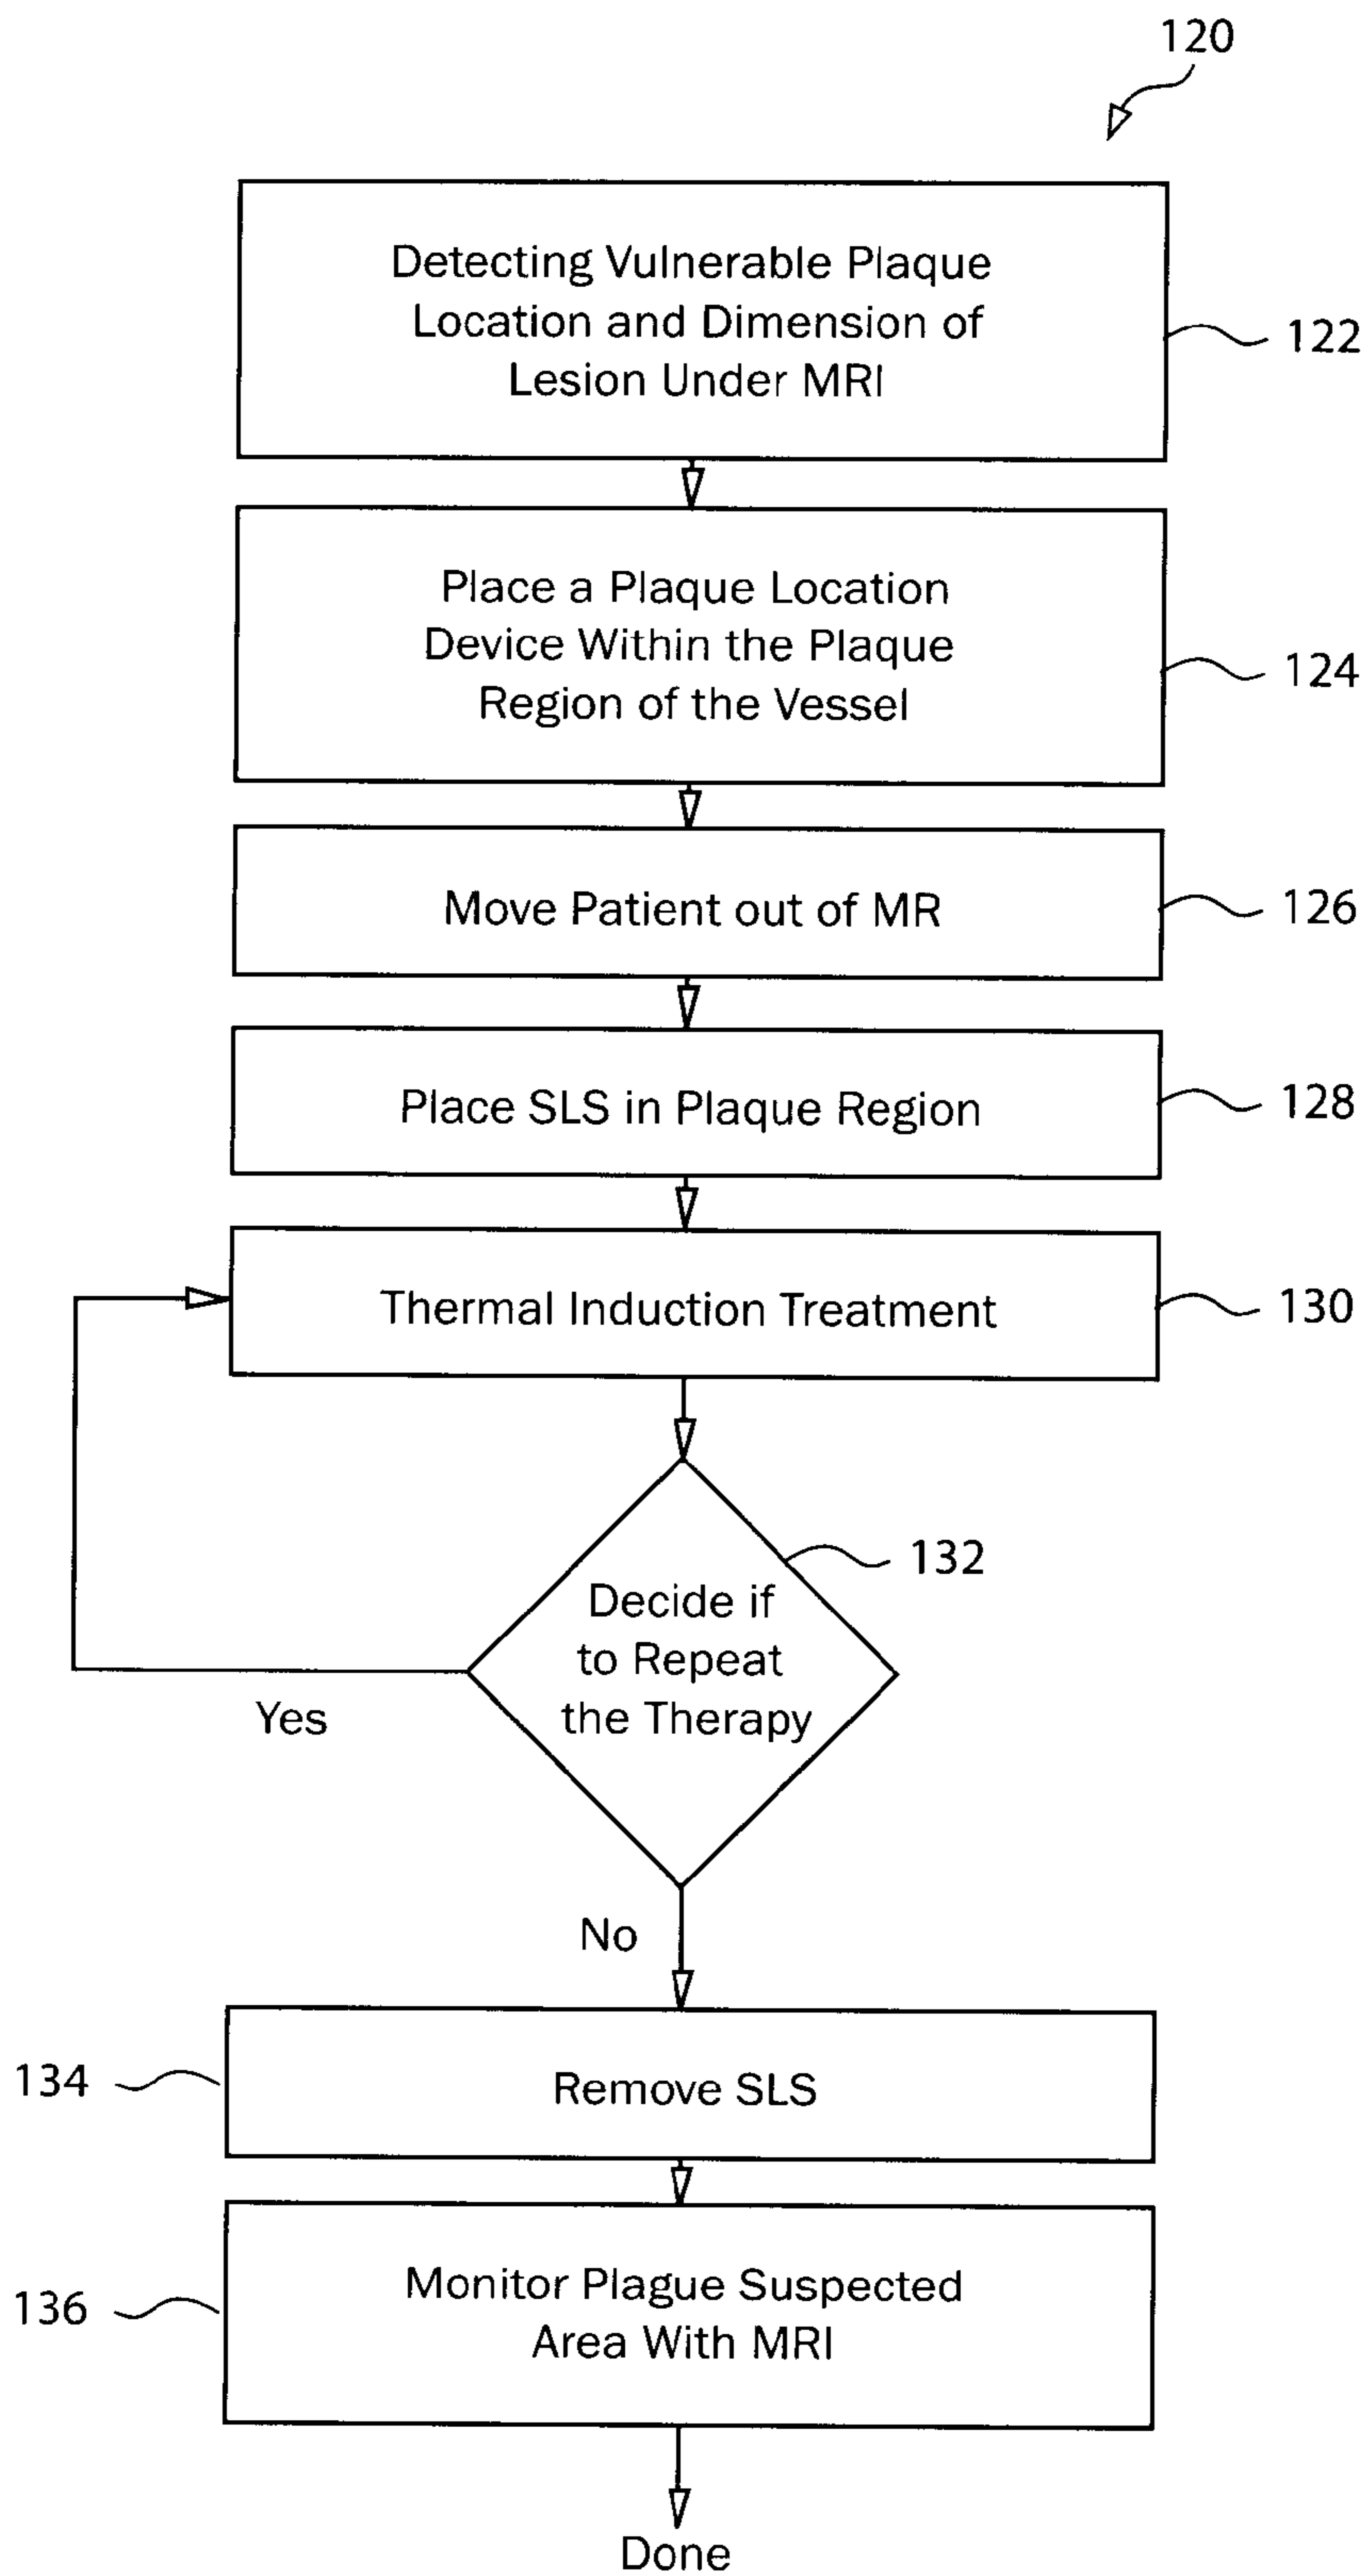 120
Detecting Vulnerable Plaque
Location and Dimension of
Lesion Under MRI
122
Place a Plaque Location
Device Within the Plaque
Region of the Vessel
124
Move Patient out of MR
126
Place SLS in Plaque Region
128
Thermal Induction Treatment
130
132
Decide if
to Repeat
the Therapy
Yes
No
134
Remove SLS
136
Monitor Plague Suspected
Area With MRI
Done